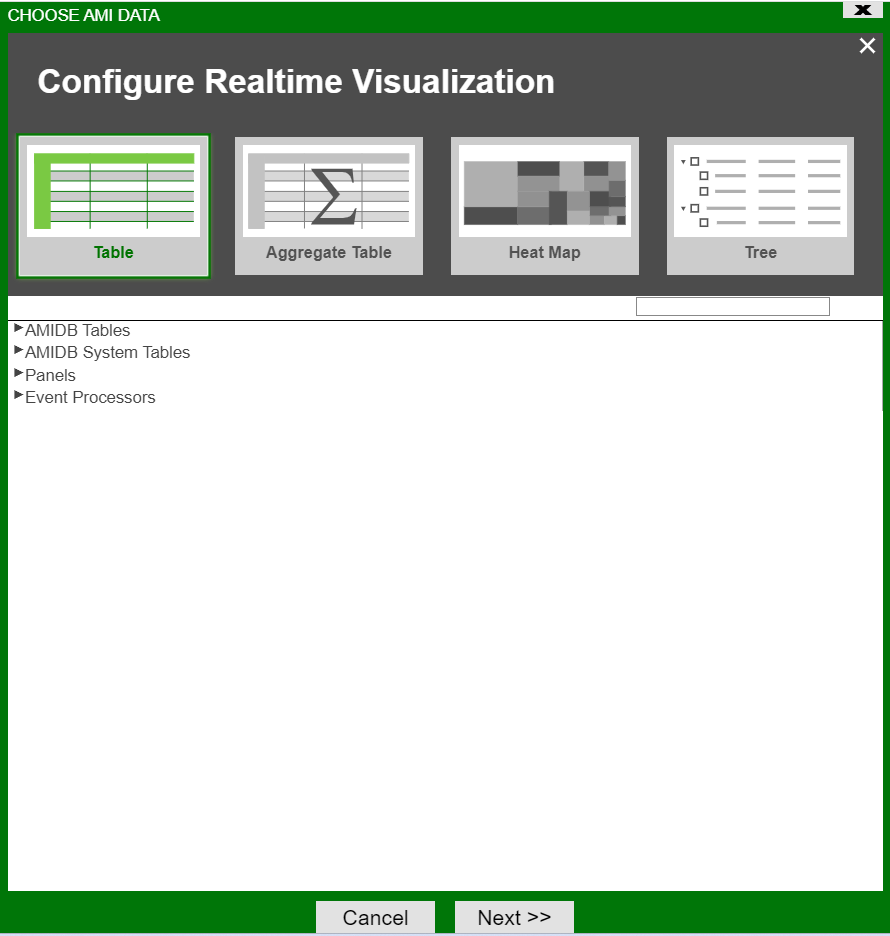 CHOOSE AMI DATA
Configure Realtime Visualization
Table
Aggregate Table
Heat Map
Tree
AMIDB Tables
AMIDB System Tables
Panels
Event Processors
Cancel
Next >>